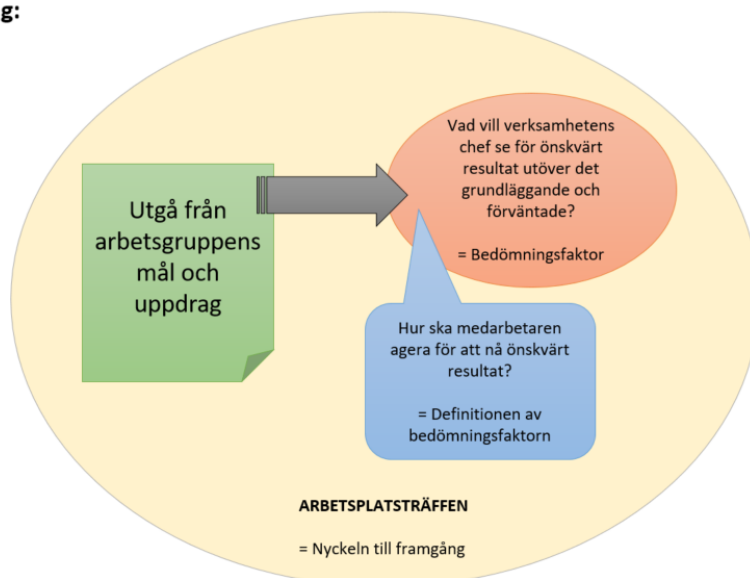 g:
Utgå från
arbetsgruppens
mål och
uppdrag
Vad vill verksamhetens
chef se för önskvärt
resultat utöver det
grundläggande och
förväntade?
= Bedömningsfaktor
Hur ska medarbetaren
agera för att nå önskvärt
resultat?
= Definitionen av
bedömningsfaktorn
ARBETSPLATSTRÄFFEN
= Nyckeln till framgång